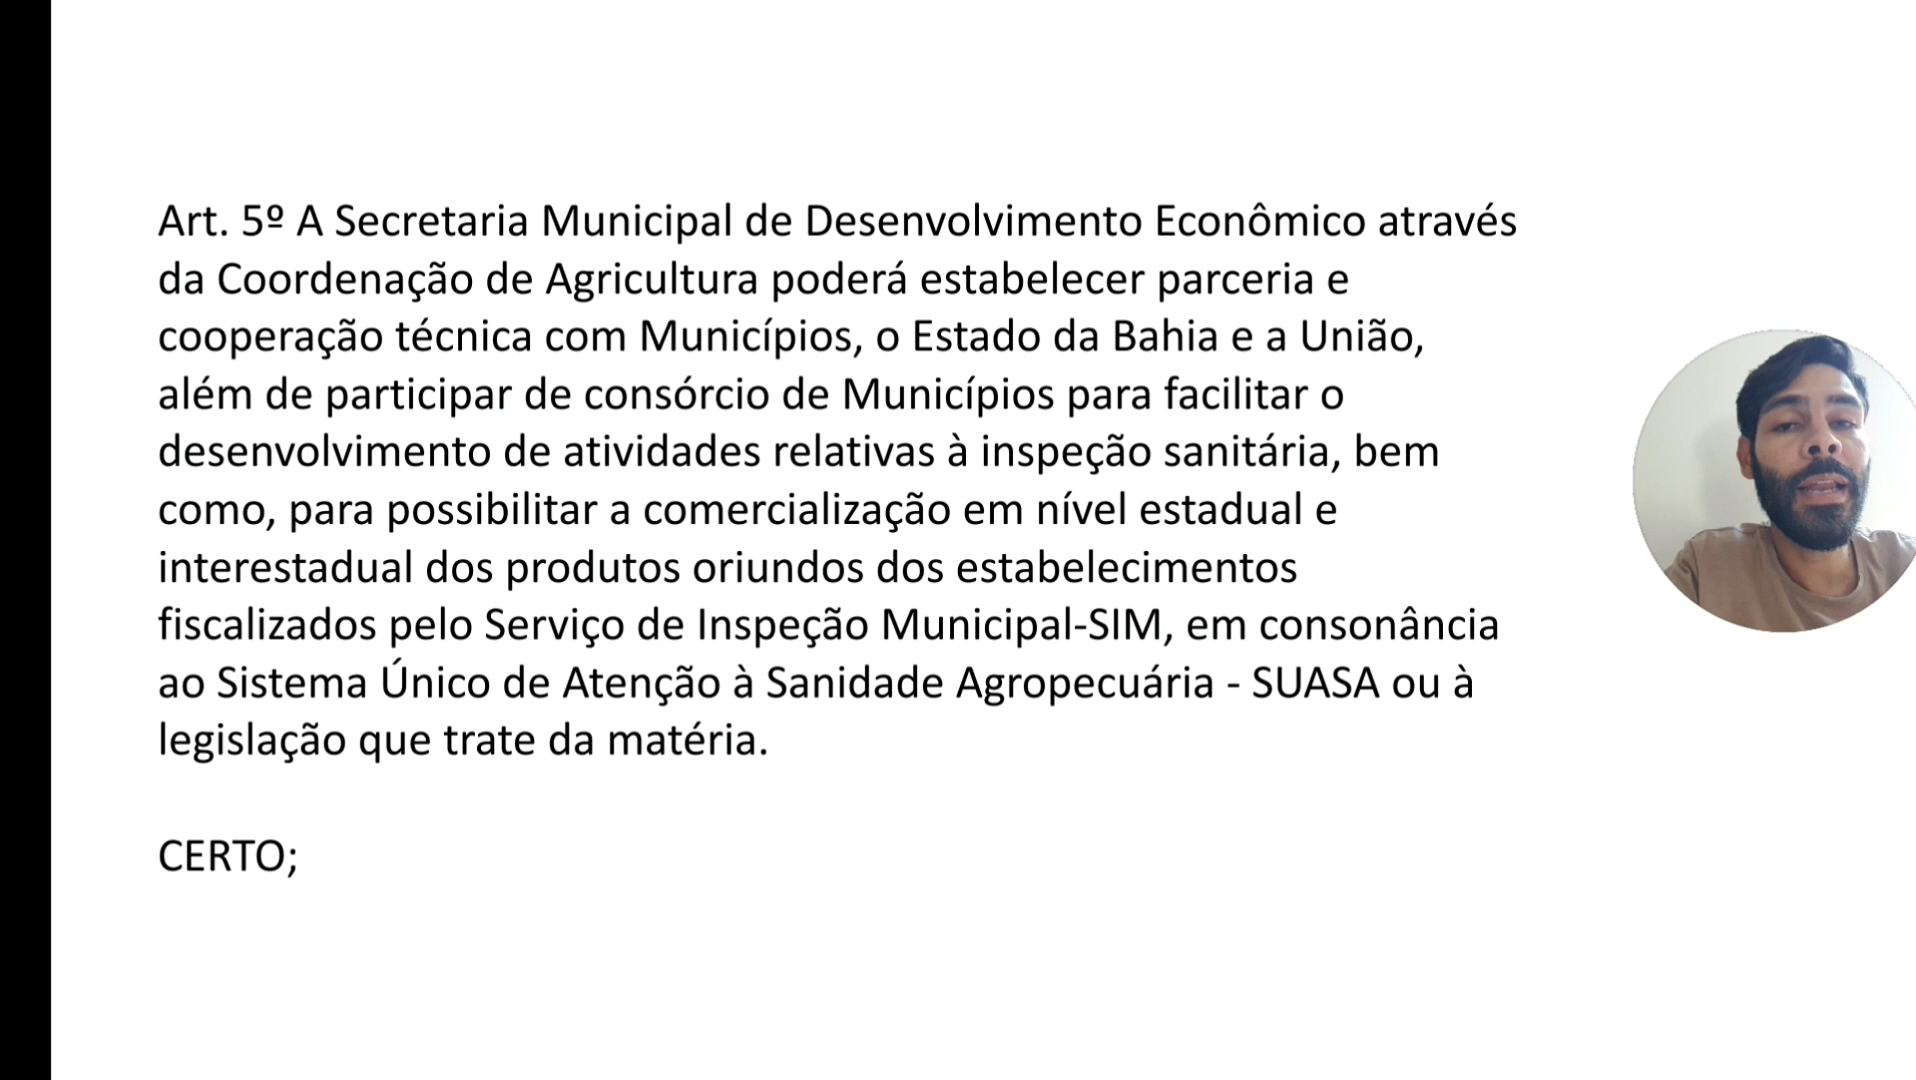 Art. 5º A Secretaria Municipal de Desenvolvimento Econômico através
da Coordenação de Agricultura poderá estabelecer parceria e
cooperação técnica com Municípios, o Estado da Bahia e a União,
além de participar de consórcio de Municípios para facilitar o
desenvolvimento de atividades relativas à inspeção sanitária, bem
como, para possibilitar a comercialização em nível estadual e
interestadual dos produtos oriundos dos estabelecimentos
fiscalizados pelo Serviço de Inspeção Municipal-SIM, em consonância
ao Sistema Único de Atenção à Sanidade Agropecuária - SUASA ou à
legislação que trate da matéria.
CERTO;